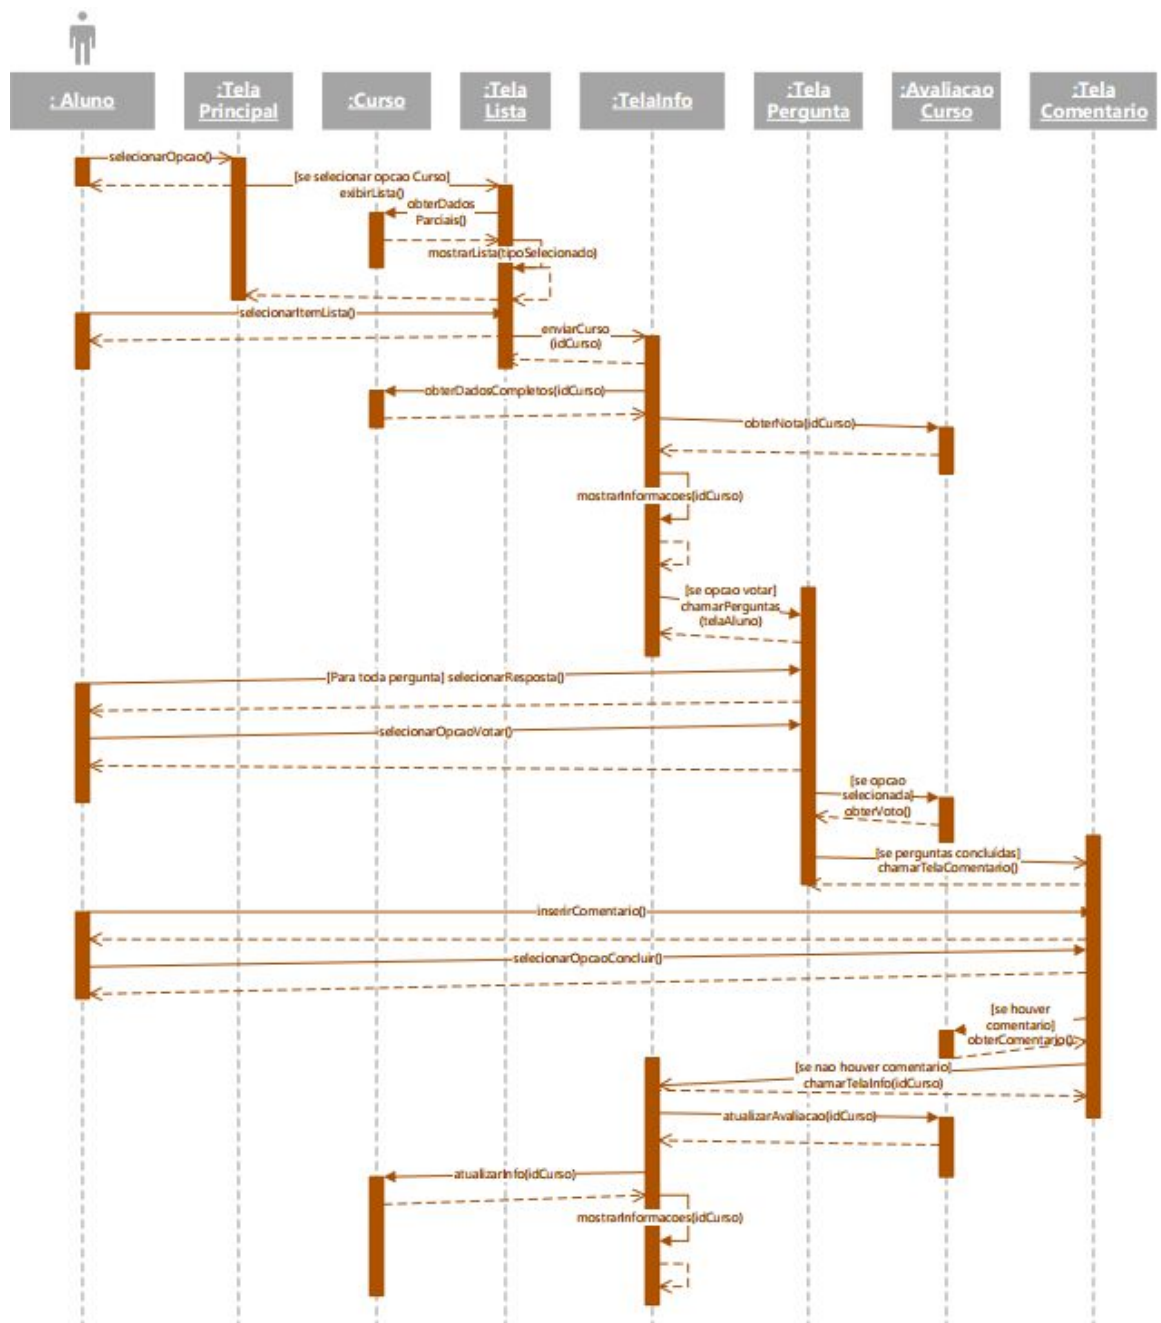 : Aluno
:Tela
Principal
:Curso
:Tela
Lista
:TelaInfo
:Tela
Pergunta
:Avaliacao
Curso
:Tela
Comentario
selecionarOpcao()
[se selecionar opcao Curso]
exibirLista()
obterDados
Parciais()
mostrarLista(tipoSelecionado)
selecionarItemLista()
enviarCurso
(idCurso)
obterDadosCompletos(idCurso)
obterNota(idCurso)
mostrarInformacoes(idCurso)
[se opcao votar]
chamarPerguntas
(telaAluno)
[Para toda pergunta] selecionarResposta()
selecionarOpcaoVotar()
[se opcao
selecionada]
obterVoto()
[se perguntas concluídas]
chamarTelaComentario()
inserirComentario()
selecionarOpcaoConcluir()
[se houver
comentario]
obterComentario()
[se nao houver comentario]
chamarTelaInfo(idCurso)
atualizarAvaliacao(idCurso)
atualizarInfo(idCurso)
mostrarInformacoes(idCurso)